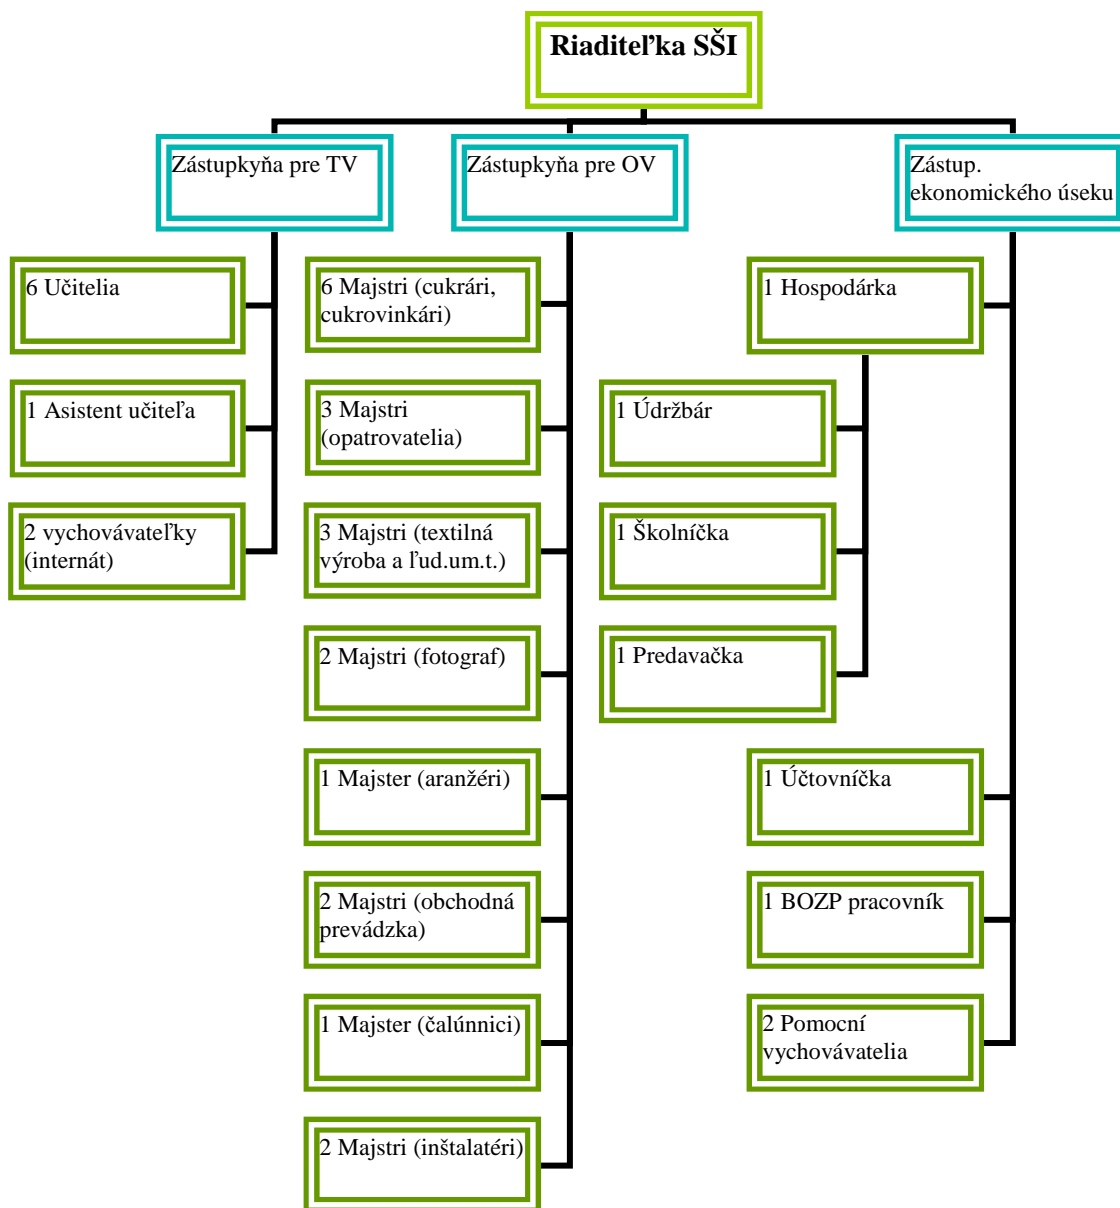 Riaditeľka SŠI
Zástupkyňa pre TV
Zástupkyňa pre OV
Zástup.
ekonomického úseku
6 Učitelia
1 Asistent učiteľa
2 vychovávateľky
(internát)
6 Majstri (cukrári,
cukrovinkári)
3 Majstri
(opatrovatelia)
3 Majstri (textilná
výroba a ľud.um.t.)
2 Majstri (fotograf)
1 Majster (aranžéri)
2 Majstri (obchodná
prevádzka)
1 Majster (čalúnnici)
2 Majstri (inštalatéri)
1 Hospodárka
1 Údržbár
1 Školníčka
1 Predavačka
1 Účtovníčka
1 BOZP pracovník
2 Pomocní
vychovávatelia